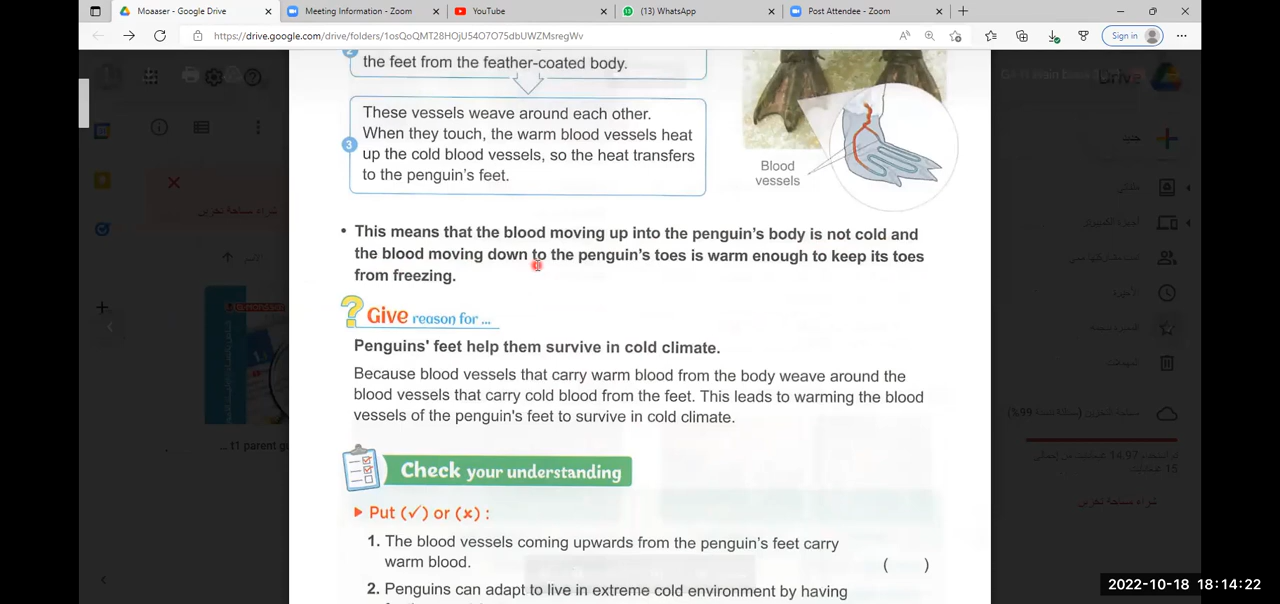 Moaaser - Google Drive
Meeting Information - Zoom
YouTube
(13) WhatsApp
Post Attendee - Zoom
https://drive.google.com/drive/folders/1osQoQMT28HOjU54O7O75dbUWZMsregWv
Sign in
2
the feet from the feather-coated body.
3
These vessels weave around each other.
When they touch, the warm blood vessels heat
up the cold blood vessels, so the heat transfers
to the penguin's feet.
Blood
vessels
• This means that the blood moving up into the penguin's body is not cold and
the blood moving down to the penguin's toes is warm enough to keep its toes
from freezing.
? Give reason for ...
Penguins' feet help them survive in cold climate.
Because blood vessels that carry warm blood from the body weave around the
blood vessels that carry cold blood from the feet. This leads to warming the blood
vessels of the penguin's feet to survive in cold climate.
Check your understanding
Put (✓) or (x) :
1. The blood vessels coming upwards from the penguin's feet carry
warm blood. ( )
2. Penguins can adapt to live in extreme cold environment by having
Drive
شراء مساحة تخزين
... t1 parent gu
2022-10-18 18:14:22